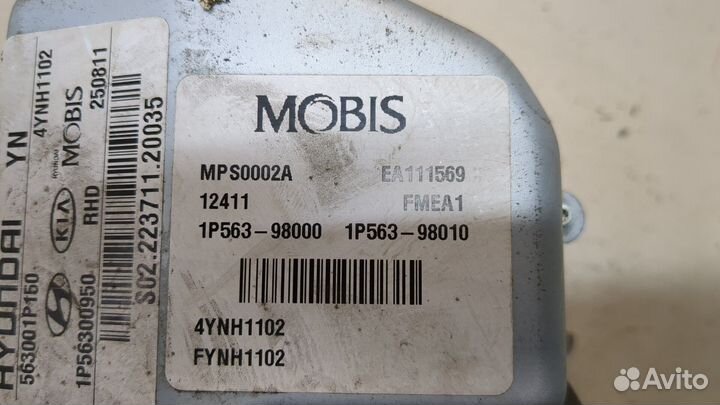 MOBIS
MPS0002A EA111569
12411 FMEA1
1P563-98000 1P563-98010
4YNH1102
FYNH1102
HYUNDAI YN
563001P150 4YNH1102
HYUNDAI MOBIS
KIA
1P56300950 RHD 250811
S02.223711.20035
Avito